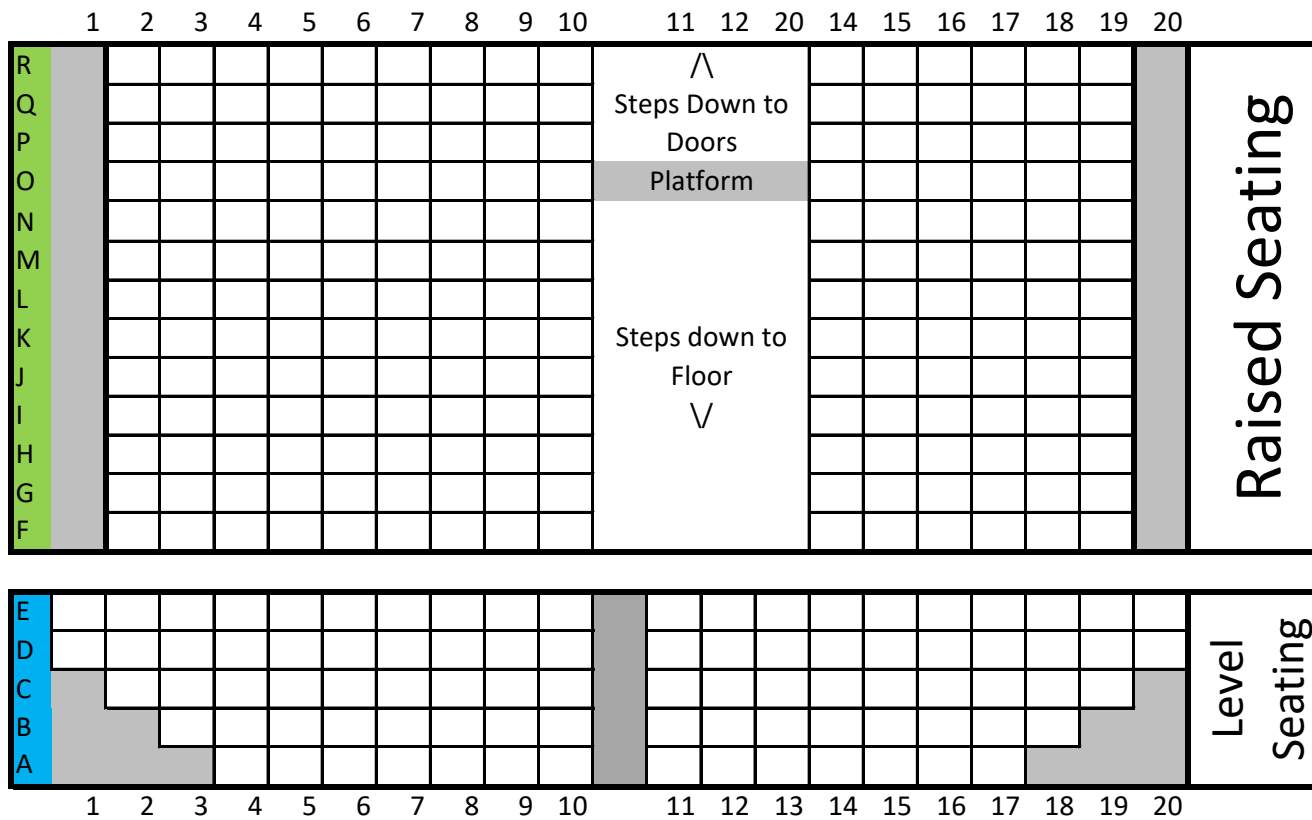 1 2 3 4 5 6 7 8 9 10 11 12 20 14 15 16 17 18 19 20
R /\
Q Steps Down to
P Doors
O Platform
N
M
L
K Steps down to
J Floor
I \/
H
G
F
Raised Seating
E
D
C
B
A
Level
Seating
1 2 3 4 5 6 7 8 9 10 11 12 13 14 15 16 17 18 19 20